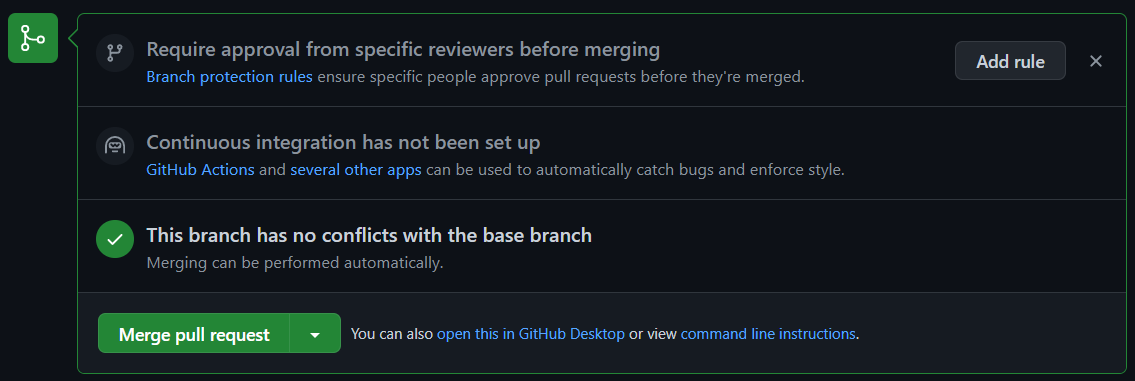 Require approval from specific reviewers before merging
Branch protection rules ensure specific people approve pull requests before they're merged.
Add rule
Continuous integration has not been set up
GitHub Actions and several other apps can be used to automatically catch bugs and enforce style.
This branch has no conflicts with the base branch
Merging can be performed automatically.
Merge pull request
You can also open this in GitHub Desktop or view command line instructions.